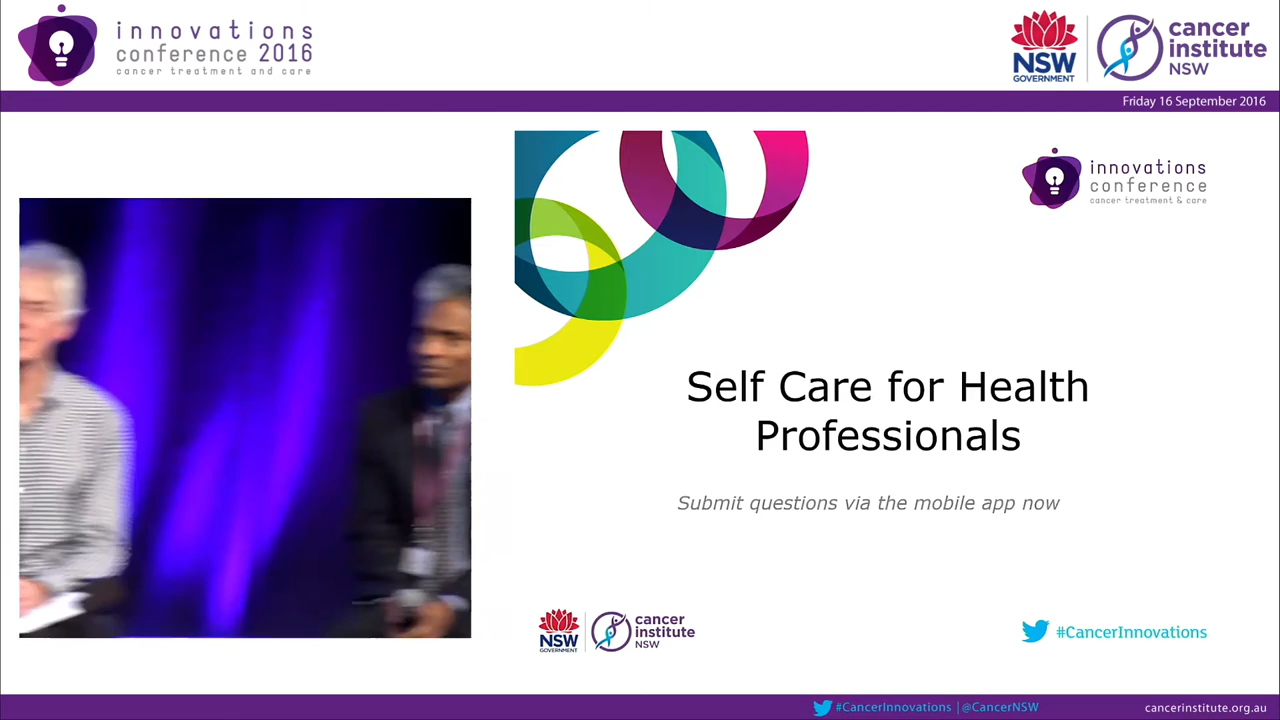 innovations
conference 2016
cancer treatment and care
NSW
GOVERNMENT
cancer
institute
NSW
Friday 16 September 2016
innovations
conference
cancer treatment & care
Self Care for Health
Professionals
Submit questions via the mobile app now
NSW
GOVERNMENT
cancer
institute
NSW
#CancerInnovations
#CancerInnovations | @CancerNSW
cancerinstitute.org.au